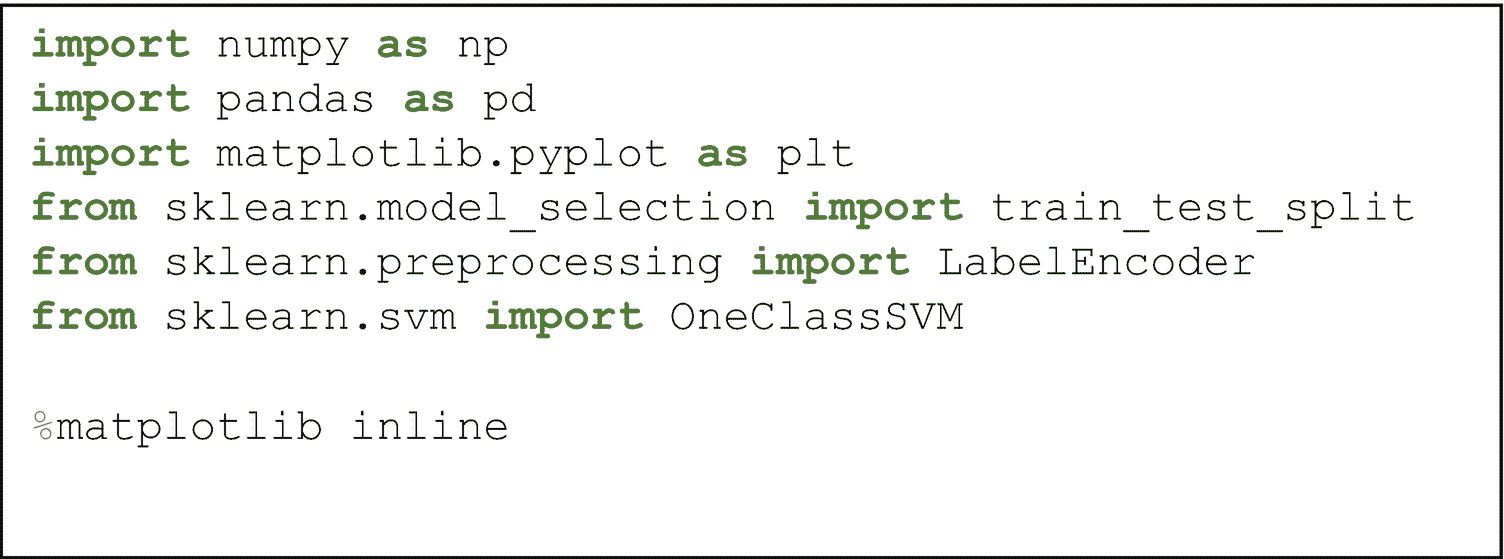 import numpy as np
import pandas as pd
import matplotlib.pyplot as plt
from sklearn.model_selection import train_test_split
from sklearn.preprocessing import LabelEncoder
from sklearn.svm import OneClassSVM
%matplotlib inline